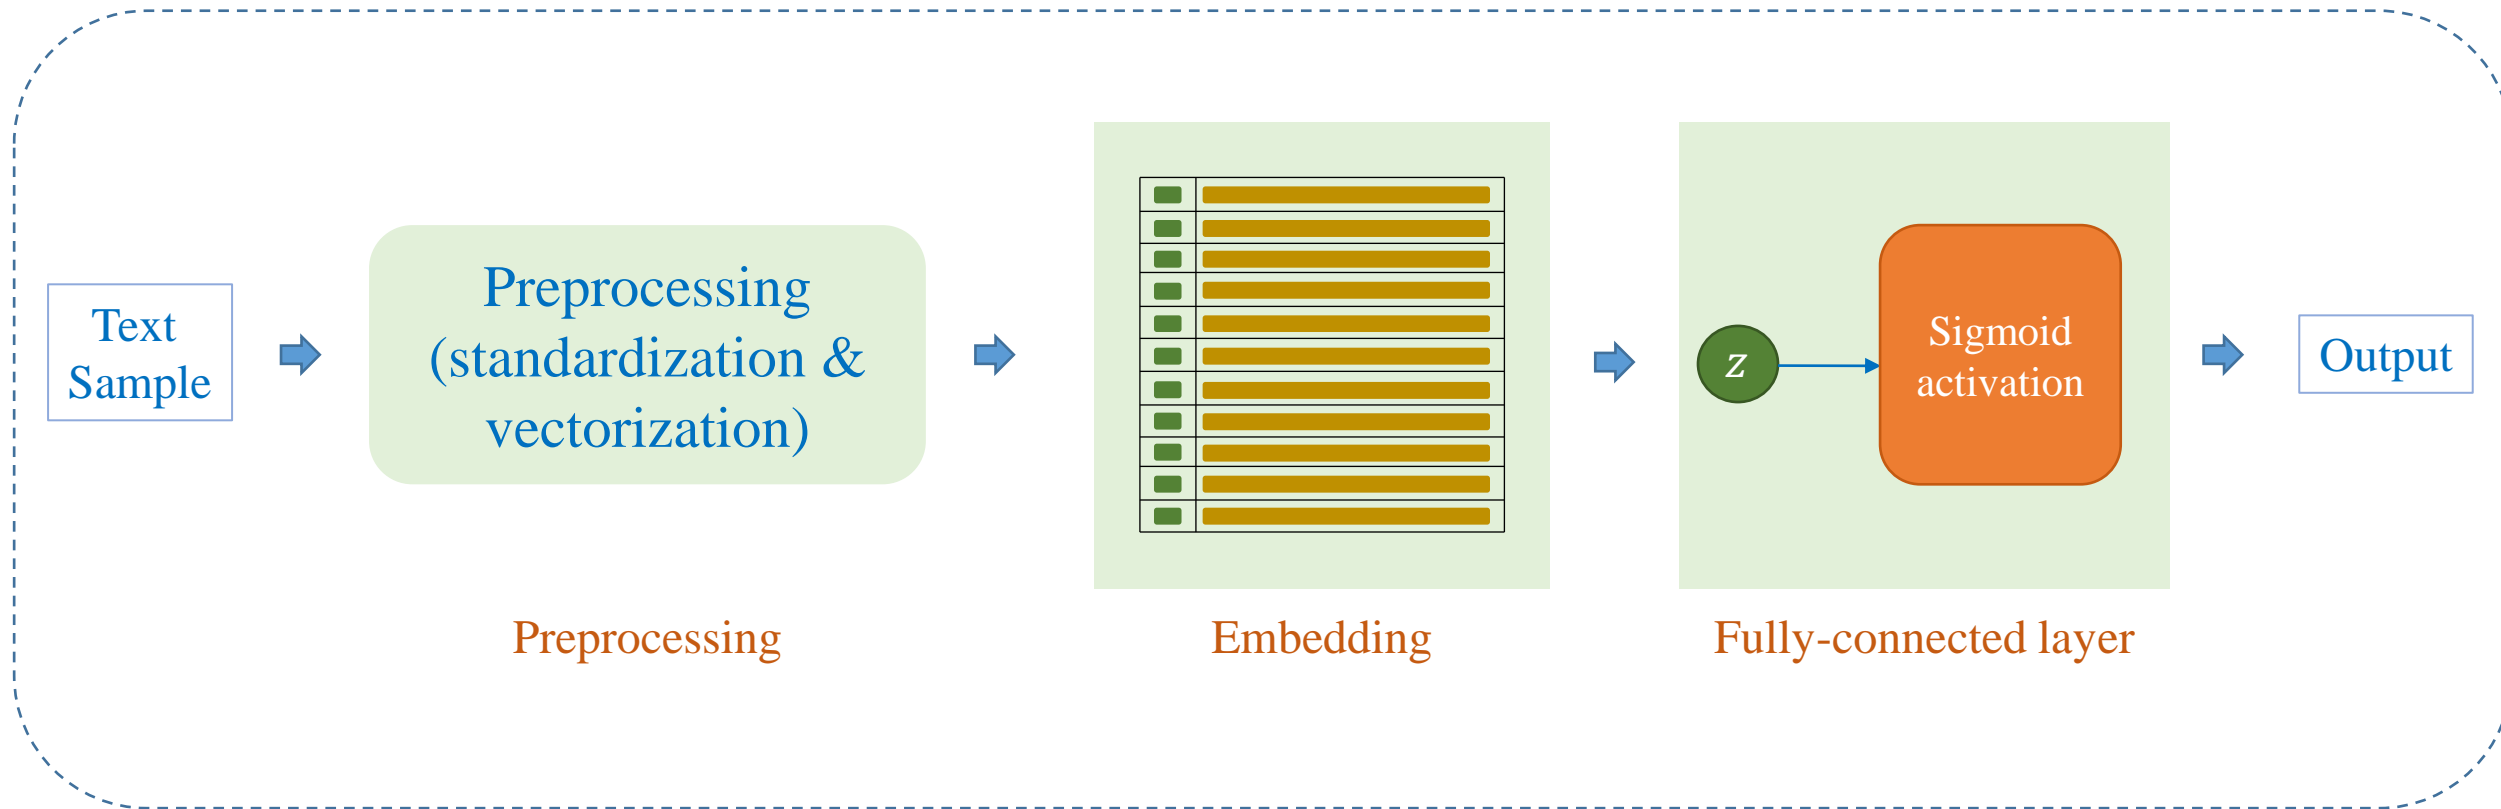 Text
Sample
Preprocessing
(standardization &
vectorization)
z
Sigmoid
activation
Output
Preprocessing
Embedding
Fully-connected layer